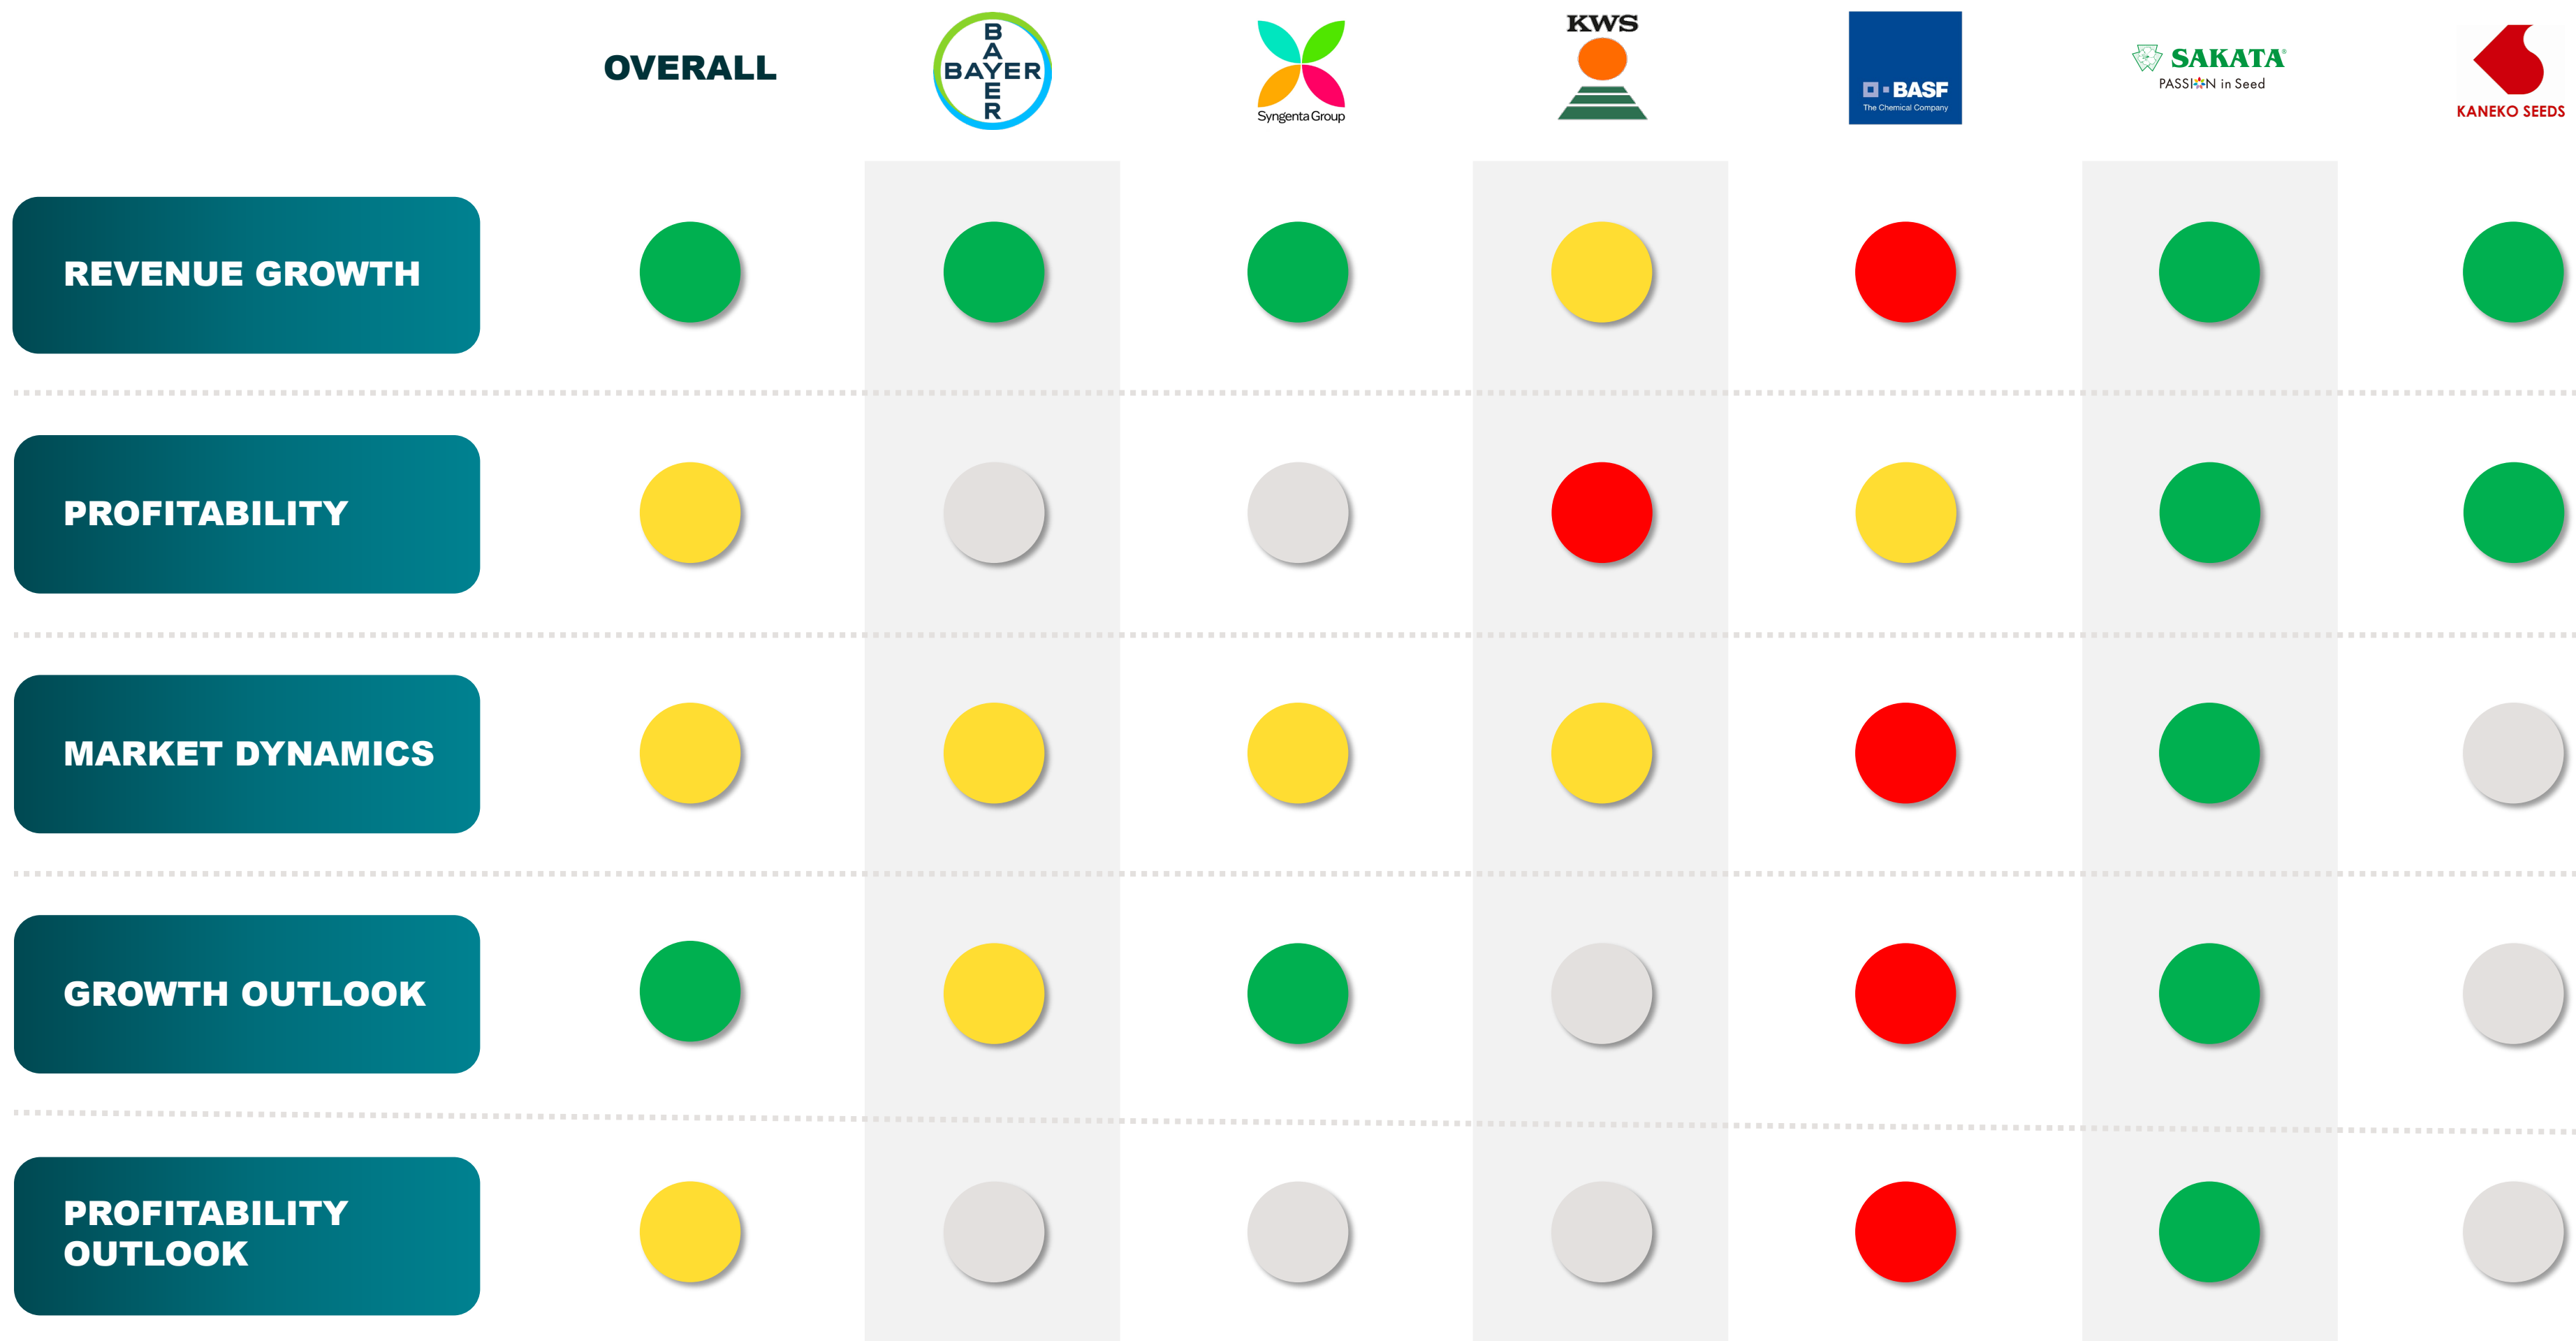 OVERALL
B
A
BAYER
E
R
Syngenta Group
KWS
BASF
The Chemical Company
SAKATA®
PASSION in Seed
KANEKO SEEDS
REVENUE GROWTH
PROFITABILITY
MARKET DYNAMICS
GROWTH OUTLOOK
PROFITABILITY
OUTLOOK